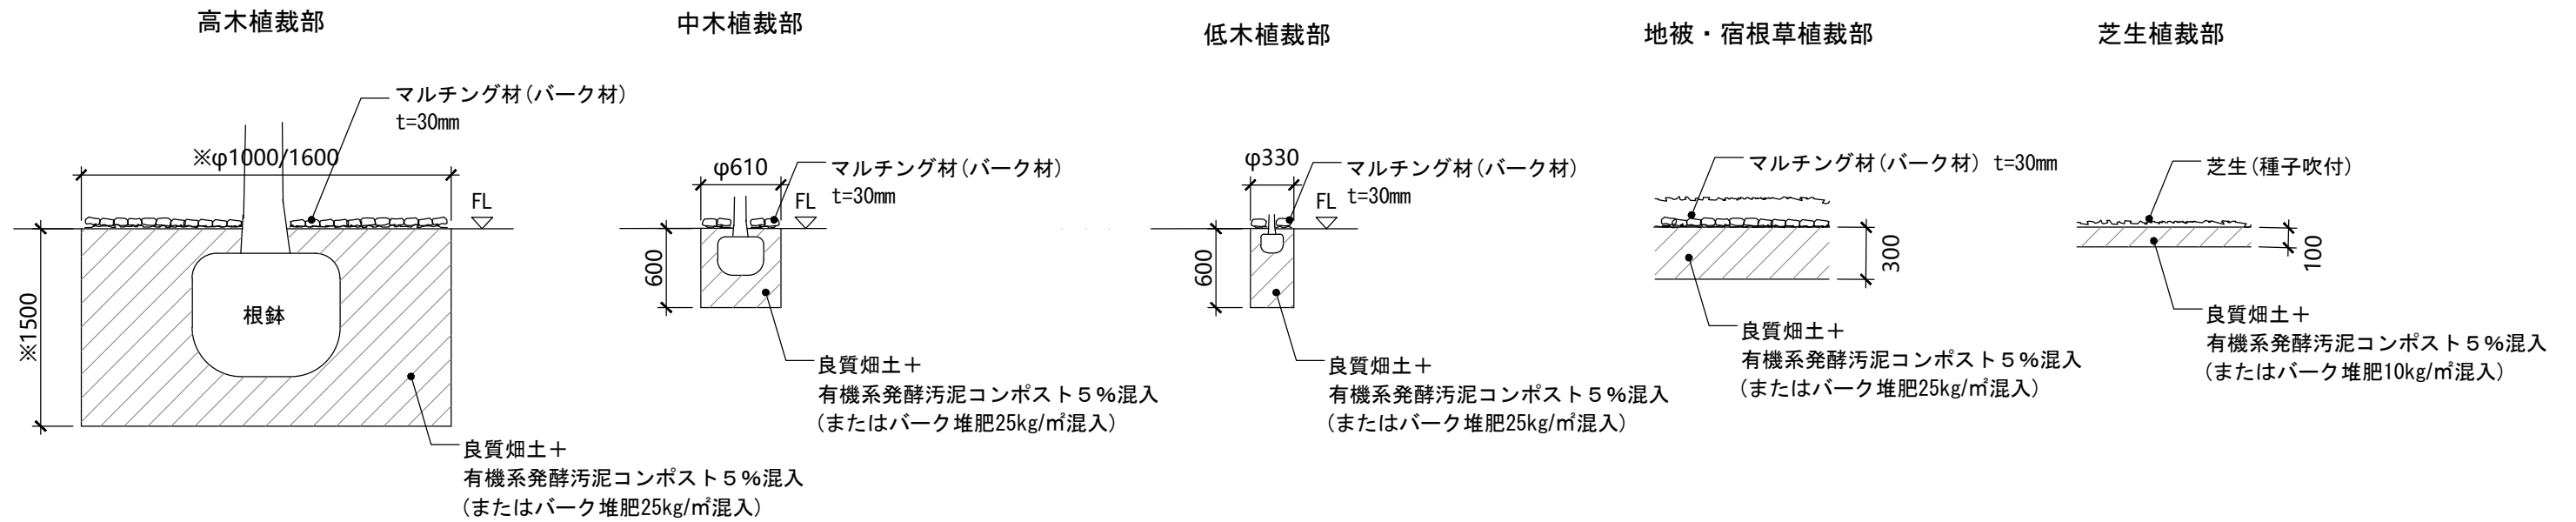 高木植裁部
マルチング材(バーク材)
t=30mm
※φ1000/1600
FL
※1500
根鉢
良質畑土＋
有機系発酵汚泥コンポスト５％混入
(またはバーク堆肥25kg/㎡混入)
中木植裁部
φ610
マルチング材(バーク材)
t=30mm
FL
600
良質畑土＋
有機系発酵汚泥コンポスト５％混入
(またはバーク堆肥25kg/㎡混入)
低木植裁部
φ330
マルチング材(バーク材)
t=30mm
FL
600
良質畑土＋
有機系発酵汚泥コンポスト５％混入
(またはバーク堆肥25kg/㎡混入)
地被・宿根草植裁部
マルチング材(バーク材) t=30mm
300
良質畑土＋
有機系発酵汚泥コンポスト５％混入
(またはバーク堆肥25kg/㎡混入)
芝生植裁部
芝生(種子吹付)
100
良質畑土＋
有機系発酵汚泥コンポスト５％混入
(またはバーク堆肥10kg/㎡混入)